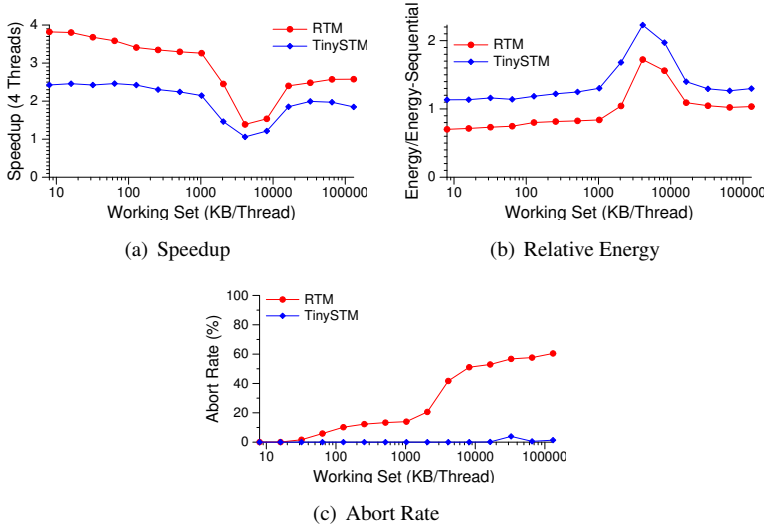 4
3
2
1
0
Speedup (4 Threads)
RTM
TinySTM
10 100 1000 10000 100000
Working Set (KB/Thread)
(a) Speedup
2
1
0
Energy/Energy-Sequential
RTM
TinySTM
10 100 1000 10000 100000
Working Set (KB/Thread)
(b) Relative Energy
100
80
60
40
20
0
Abort Rate (%)
RTM
TinySTM
10 100 1000 10000 100000
Working Set (KB/Thread)
(c) Abort Rate